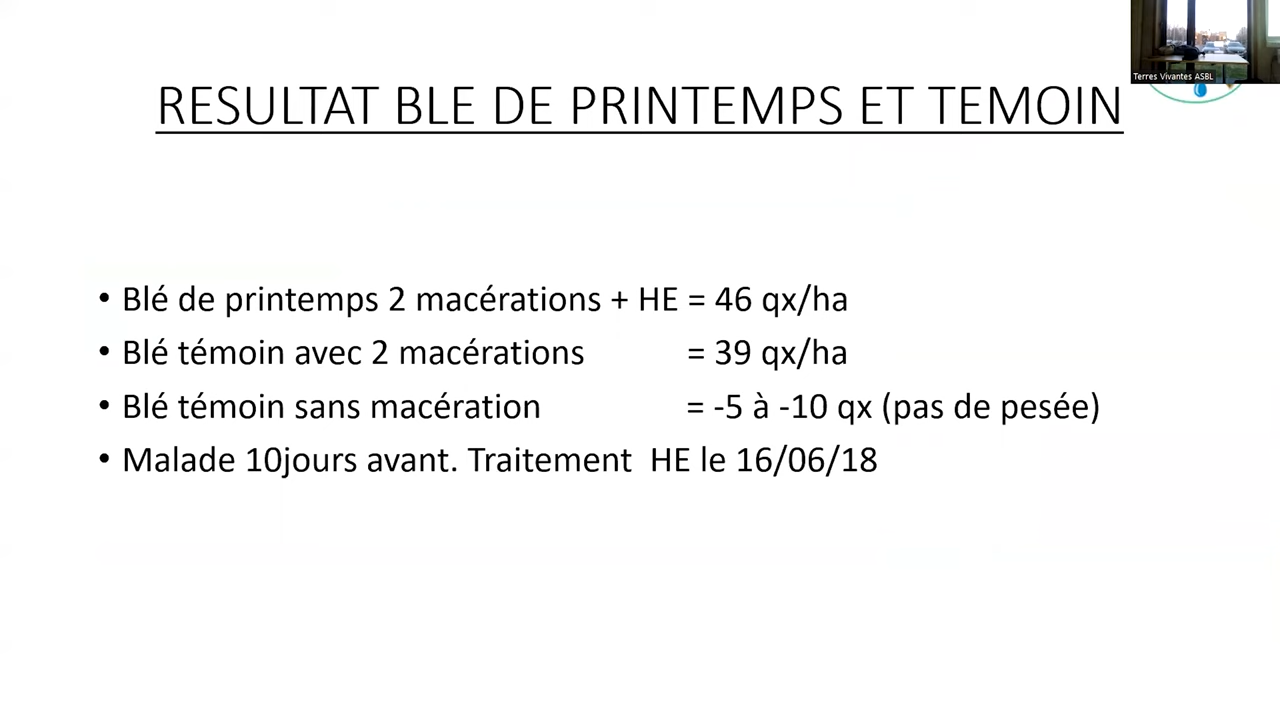 Terres Vivantes ASBL
RESULTAT BLE DE PRINTEMPS ET TEMOIN
• Blé de printemps 2 macérations + HE = 46 qx/ha
• Blé témoin avec 2 macérations = 39 qx/ha
• Blé témoin sans macération = -5 à -10 qx (pas de pesée)
• Malade 10jours avant. Traitement HE le 16/06/18